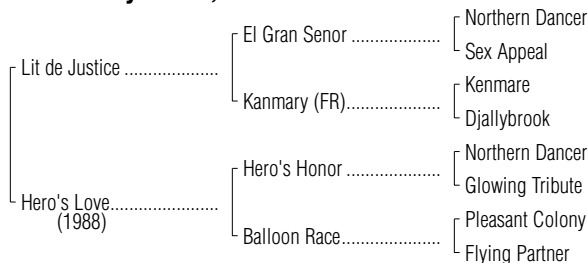 Northern Dancer
El Gran Senor ...................
Sex Appeal
Lit de Justice ....................
Kenmare
Kanmary (FR)...................
Djallybrook
Northern Dancer
Hero's Honor ...................
Glowing Tribute
Hero's Love.......................
(1988)
Pleasant Colony
Balloon Race....................
Flying Partner